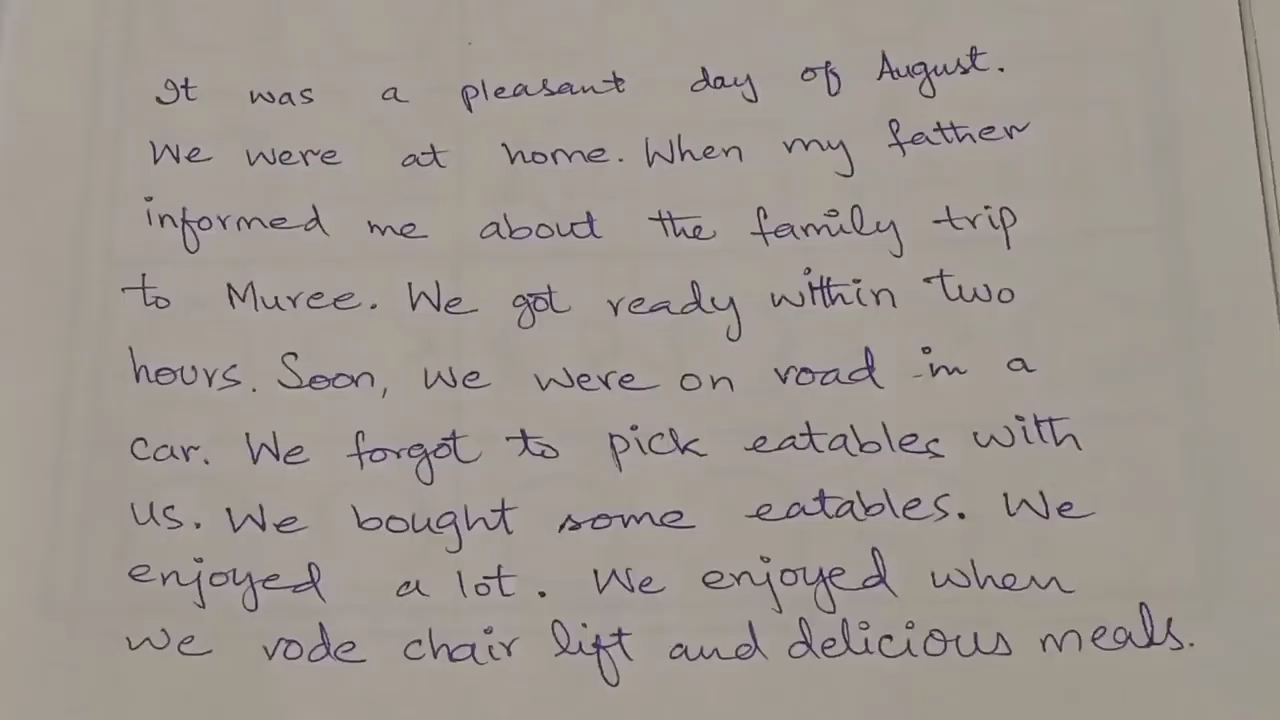 It was a pleasant day of August.
We were at home. When my father
informed me about the family trip
to Muree. We got ready within two
hours. Soon, we were on road in a
car. We forgot to pick eatables with
us. We bought some eatables. We
enjoyed a lot. We enjoyed when
we rode chair lift and delicious meals.